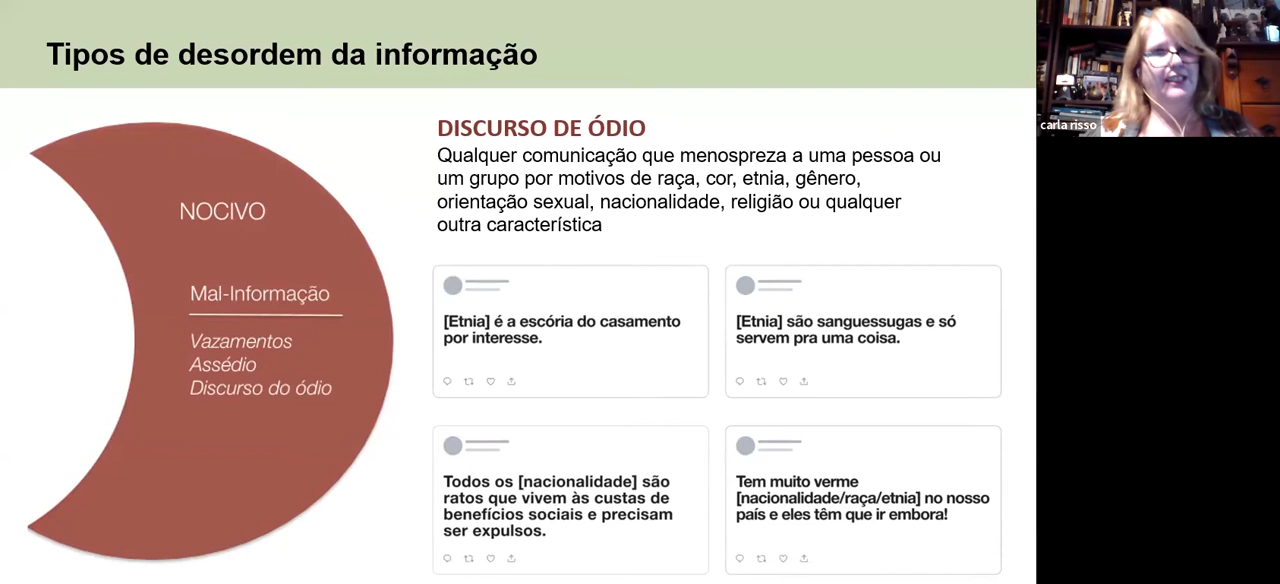 Tipos de desordem da informação
NOCIVO
Mal-Informação
Vazamentos
Assédio
Discurso do ódio
DISCURSO DE ÓDIO
Qualquer comunicação que menospreza a uma pessoa ou
um grupo por motivos de raça, cor, etnia, gênero,
orientação sexual, nacionalidade, religião ou qualquer
outra característica
[Etnia] é a escória do casamento
por interesse.
[Etnia] são sanguessugas e só
servem pra uma coisa.
Todos os [nacionalidade] são
ratos que vivem às custas de
benefícios sociais e precisam
ser expulsos.
Tem muito verme
[nacionalidade/raça/etnia] no nosso
país e eles têm que ir embora!
carla risso